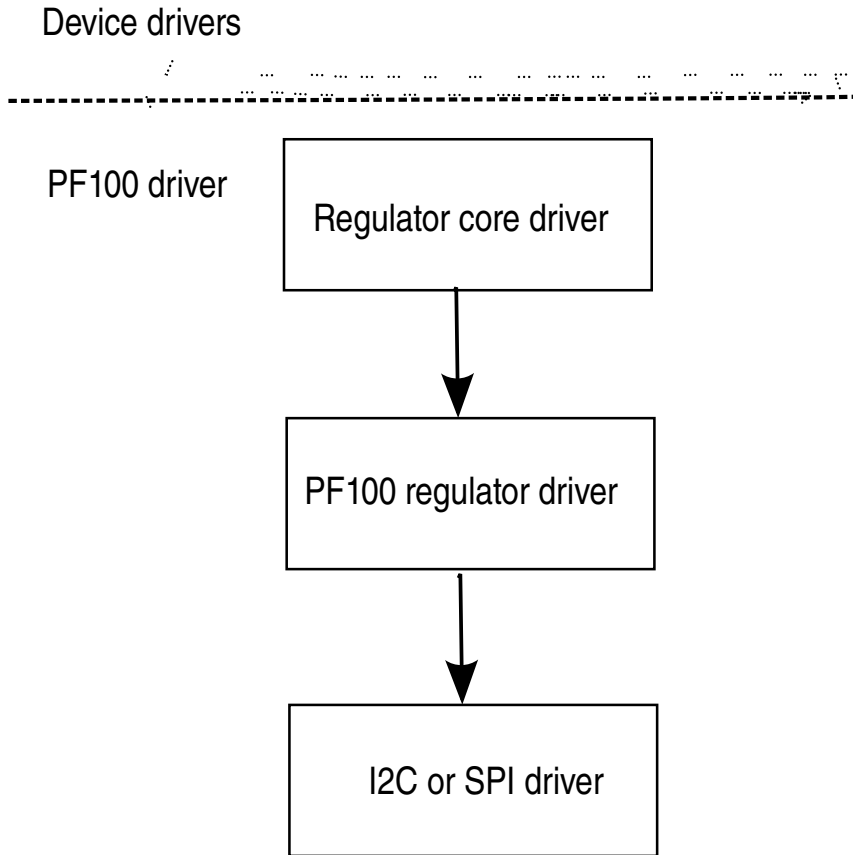 Device drivers
PF100 driver
Regulator core driver
PF100 regulator driver
I2C or SPI driver